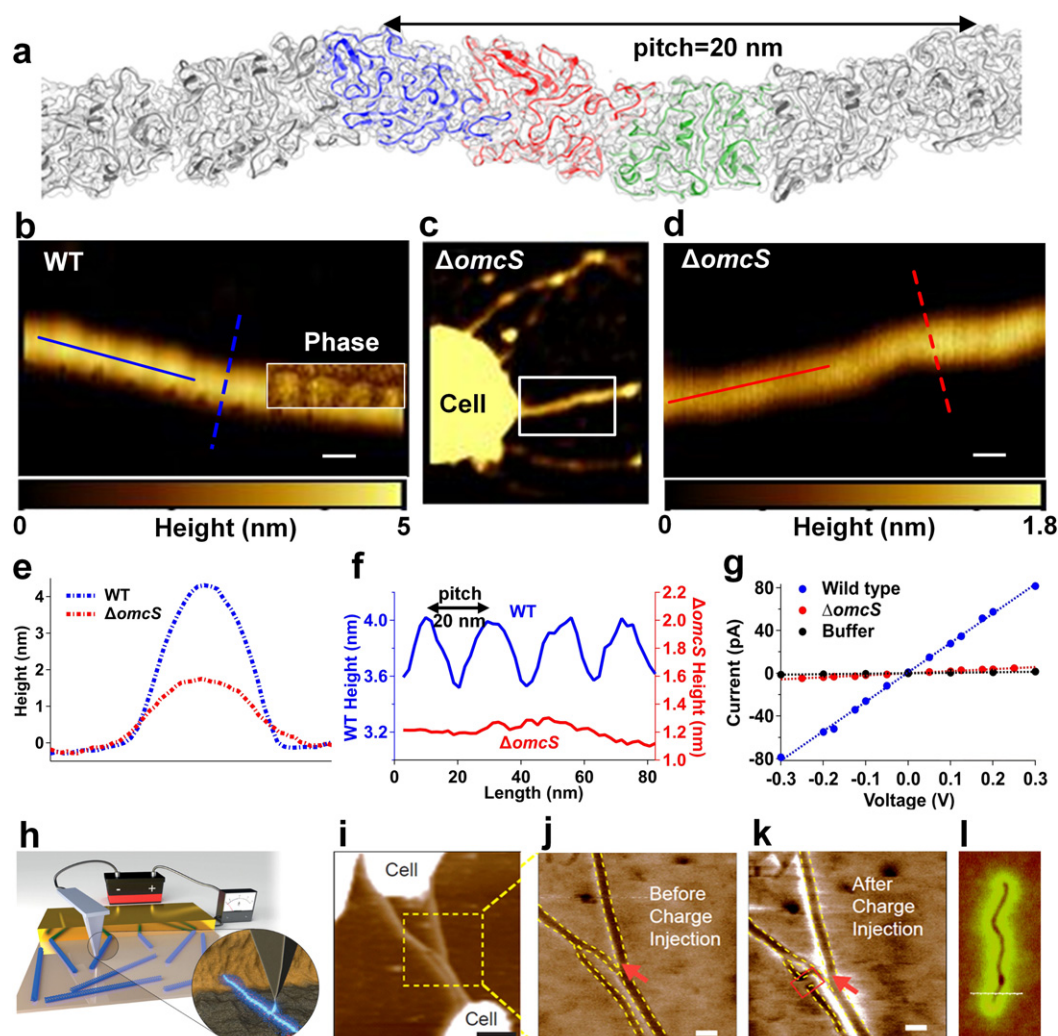 a
pitch=20 nm
b
WT
Phase
0
Height (nm)
5
c
ΔomcS
Cell
d
ΔomcS
0
Height (nm)
1.8
e
Height (nm)
4
2
0
WT
ΔomcS
f
WT Height (nm)
4.0
3.6
3.2
pitch
20 nm
WT
ΔomcS
0
20
40
60
80
Length (nm)
2.2
2.0
1.8
1.6
1.4
1.2
1.0
ΔomcS Height (nm)
g
Current (pA)
80
40
0
-40
-80
Wild type
ΔomcS
Buffer
-0.3
-0.2
-0.1
0.0
0.1
0.2
0.3
Voltage (V)
h
-
+
i
Cell
Cell
j
Before
Charge
Injection
k
After
Charge
Injection
l